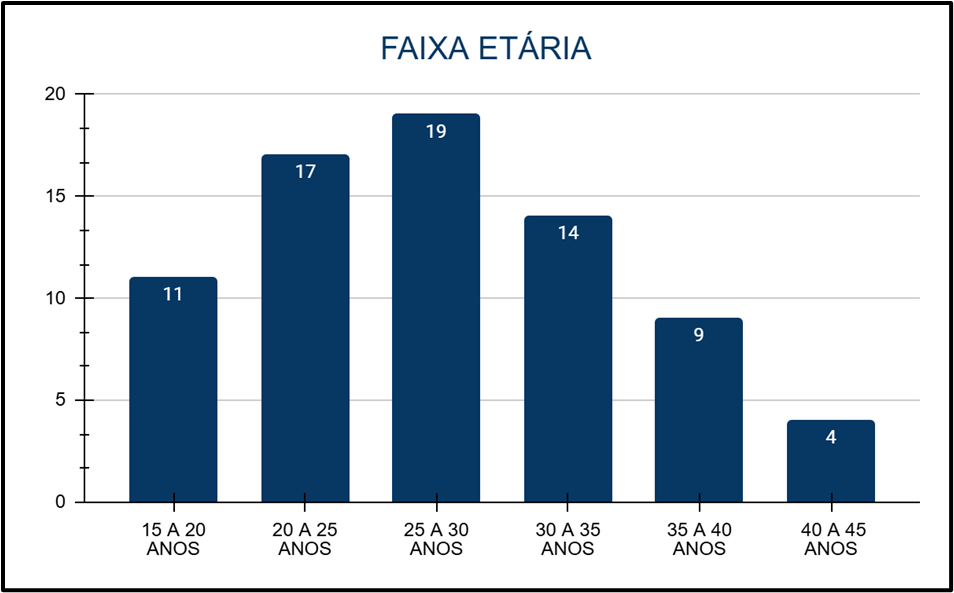 FAIXA ETÁRIA
20
15
10
5
0
11
17
19
14
9
4
15 A 20
ANOS
20 A 25
ANOS
25 A 30
ANOS
30 A 35
ANOS
35 A 40
ANOS
40 A 45
ANOS